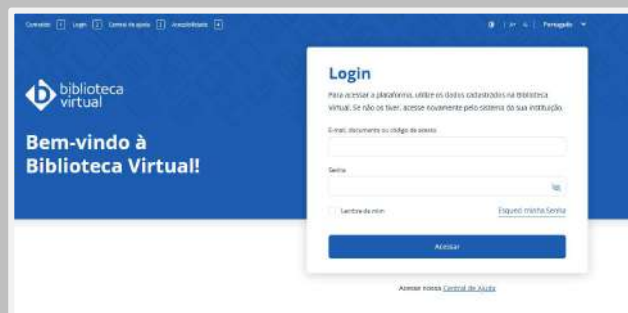 Conteúdo 1 Login 2 Central de ajuda 3 Acessibilidade 4
A+ A- Português
biblioteca
virtual
Bem-vindo à
Biblioteca Virtual!
Login
Para acessar a plataforma, utilize os dados cadastrados na Biblioteca
Virtual. Se não os tiver, acesse novamente pelo sistema da sua instituição.
E-mail, documento ou código de acesso
Senha
Lembre de mim
Esqueci minha Senha
Acessar
Acesse nossa Central de Ajuda